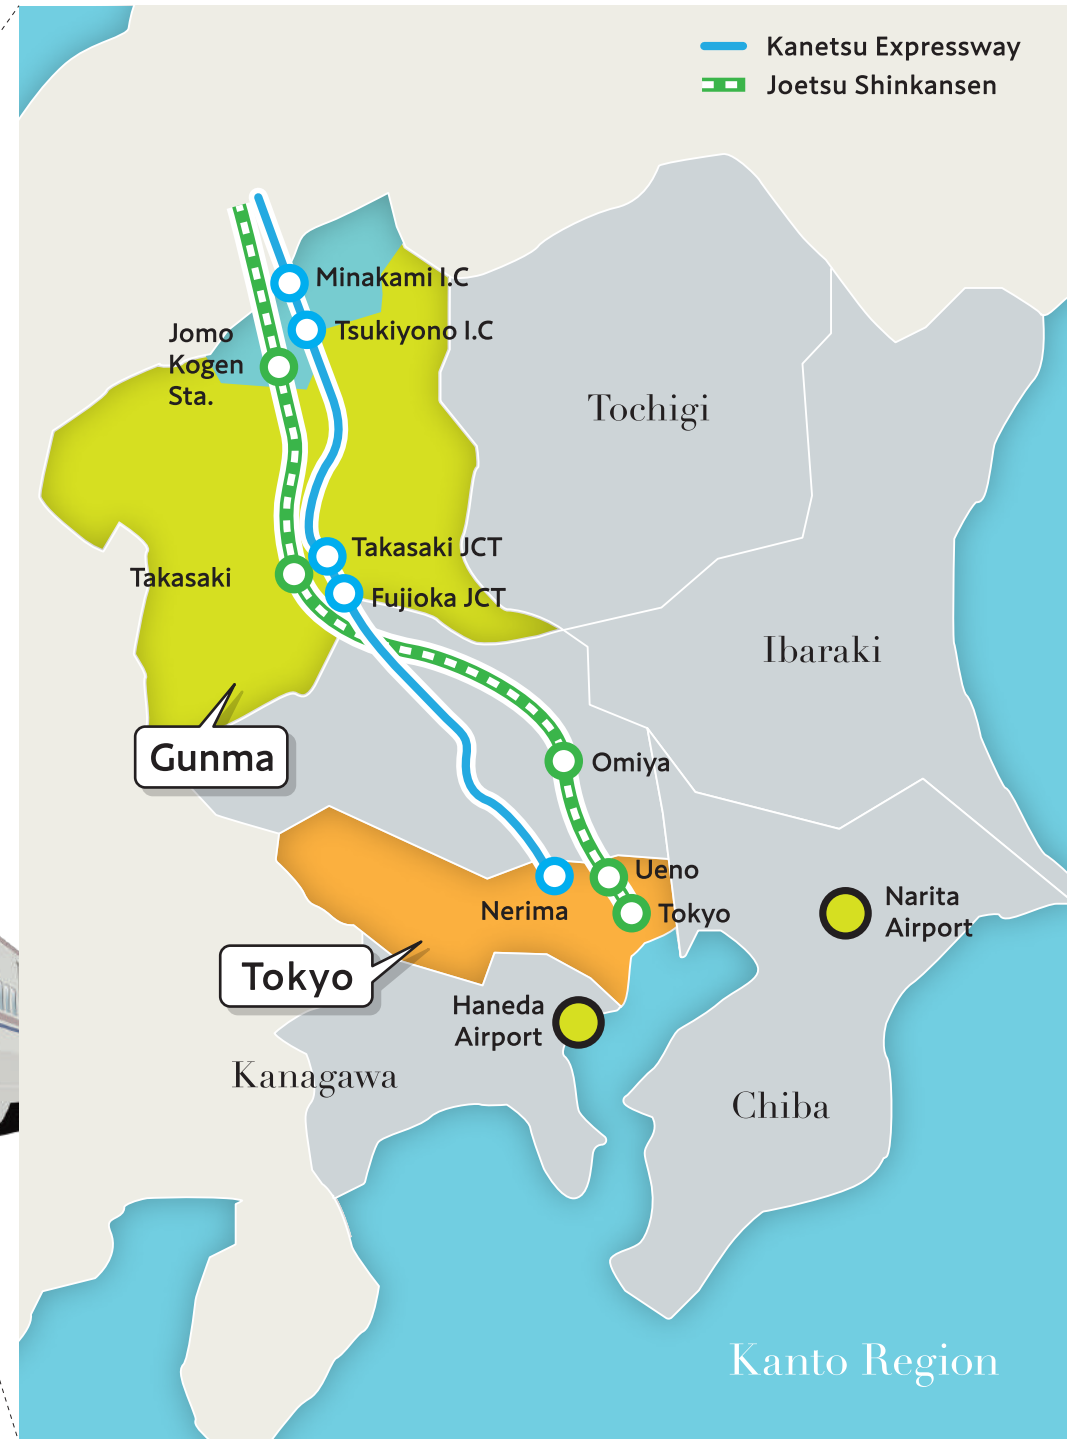 Kanetsu Expressway
Joetsu Shinkansen
Minakami I.C
Tsukiyono I.C
Jomo
Kogen
Sta.
Tochigi
Takasaki JCT
Takasaki
Fujioka JCT
Ibaraki
Gunma
Omiya
Ueno
Nerima
Tokyo
Narita
Airport
Tokyo
Haneda
Airport
Kanagawa
Chiba
Kanto Region